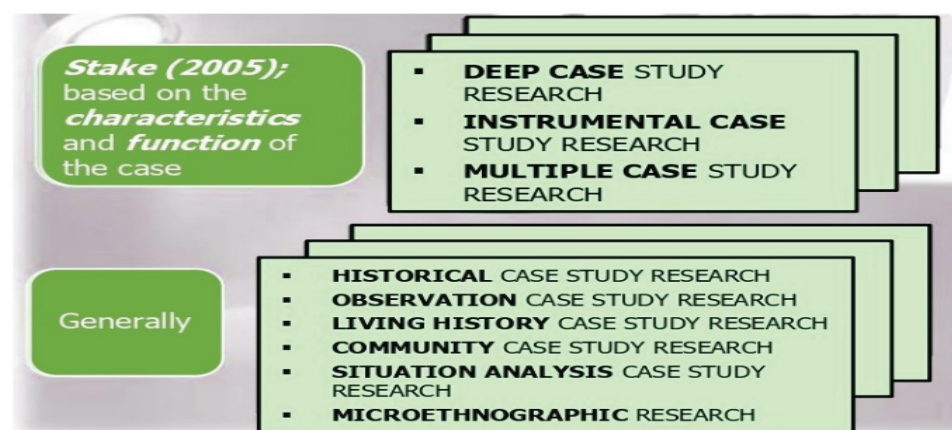 Stake (2005);
based on the
characteristics
and function of
the case
▪ DEEP CASE STUDY
RESEARCH
▪ INSTRUMENTAL CASE
STUDY RESEARCH
▪ MULTIPLE CASE STUDY
RESEARCH
Generally
▪ HISTORICAL CASE STUDY RESEARCH
▪ OBSERVATION CASE STUDY RESEARCH
▪ LIVING HISTORY CASE STUDY RESEARCH
▪ COMMUNITY CASE STUDY RESEARCH
▪ SITUATION ANALYSIS CASE STUDY
RESEARCH
▪ MICROETHNOGRAPHIC RESEARCH